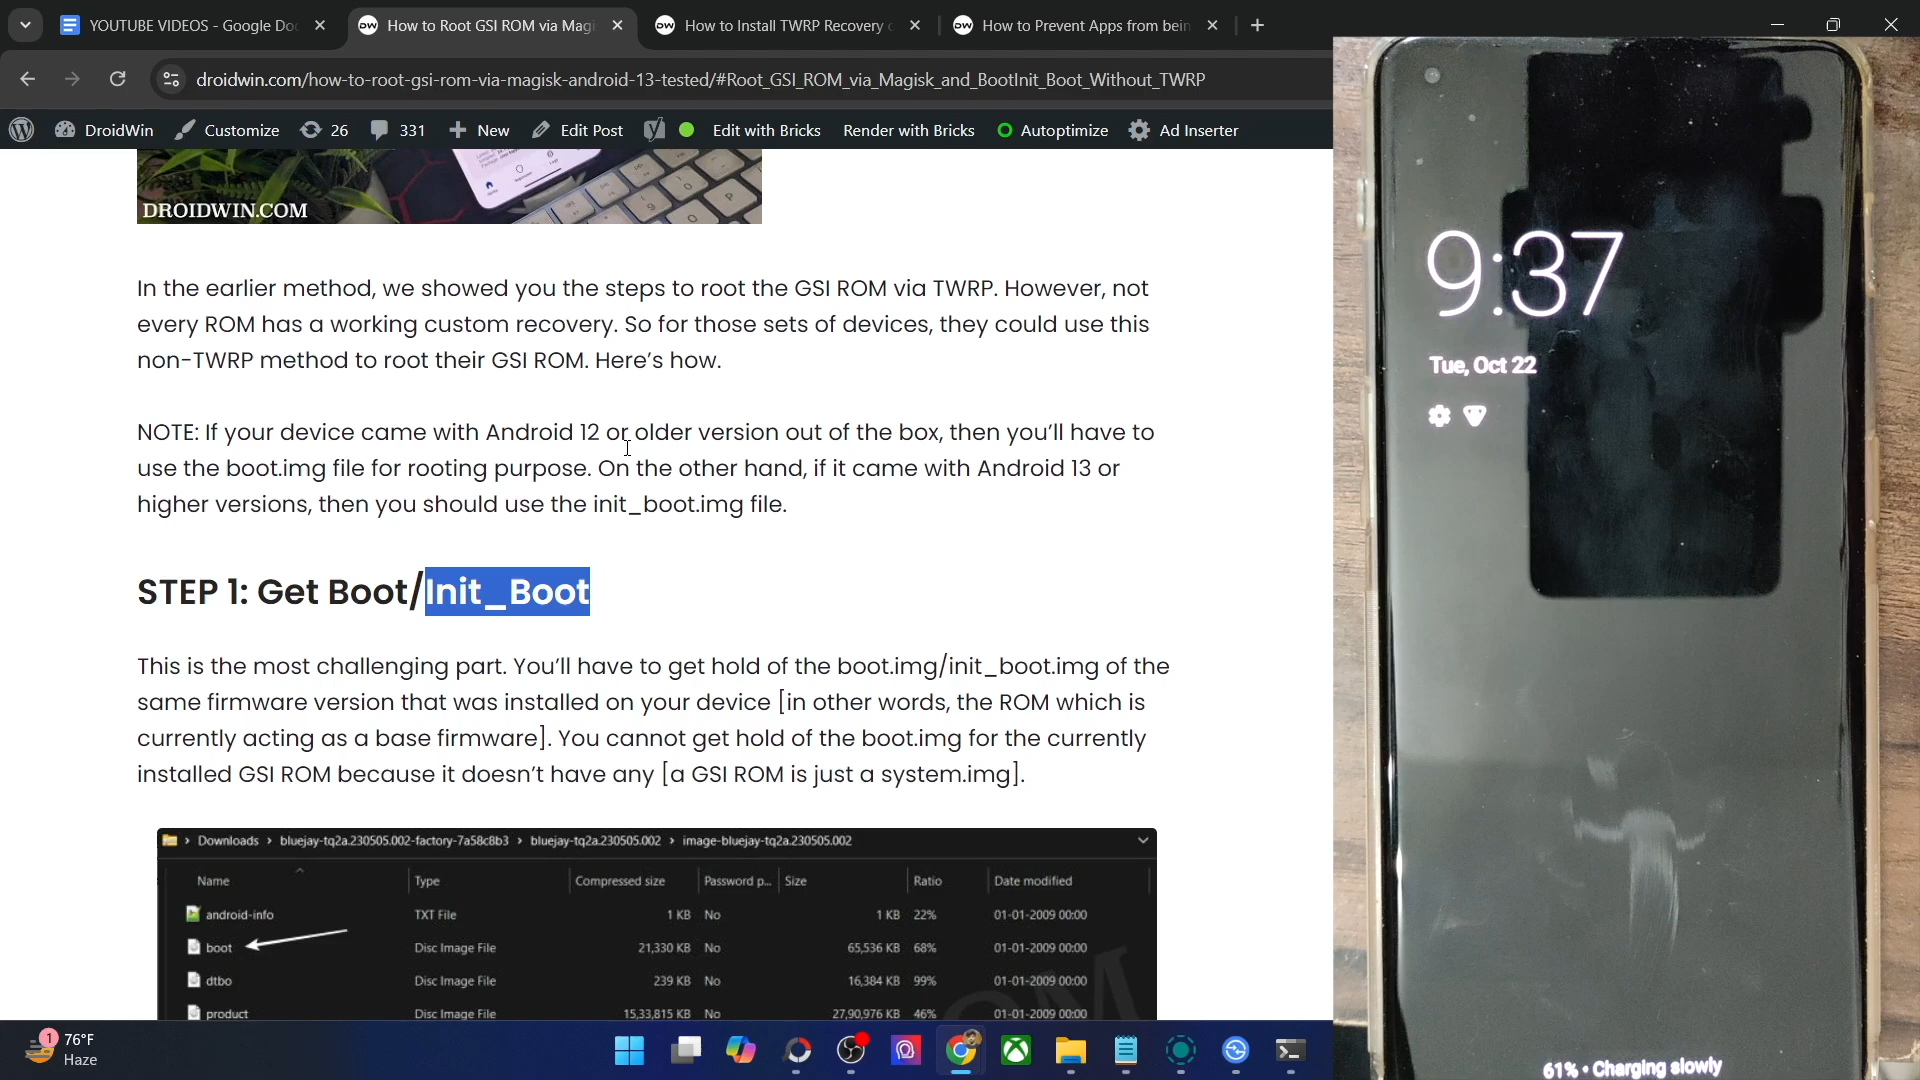 YOUTUBE VIDEOS - Google Doc
How to Root GSI ROM via Magi
How to Install TWRP Recovery
How to Prevent Apps from bein
droidwin.com/how-to-root-gsi-rom-via-magisk-android-13-tested/#Root_GSI_ROM_via_Magisk_and_BootInit_Boot_Without_TWRP
DroidWin Customize 26 331 New Edit Post Edit with Bricks Render with Bricks Autoptimize Ad Inserter
DROIDWIN.COM
In the earlier method, we showed you the steps to root the GSI ROM via TWRP. However, not
every ROM has a working custom recovery. So for those sets of devices, they could use this
non-TWRP method to root their GSI ROM. Here's how.
NOTE: If your device came with Android 12 or older version out of the box, then you'll have to
use the boot.img file for rooting purpose. On the other hand, if it came with Android 13 or
higher versions, then you should use the init_boot.img file.
STEP 1: Get Boot/Init_Boot
This is the most challenging part. You'll have to get hold of the boot.img/init_boot.img of the
same firmware version that was installed on your device [in other words, the ROM which is
currently acting as a base firmware]. You cannot get hold of the boot.img for the currently
installed GSI ROM because it doesn't have any [a GSI ROM is just a system.img].
Downloads › bluejay-tq2a.230505.002-factory-7a58c8b3 › bluejay-tq2a.230505.002 › image-bluejay-tq2a.230505.002
Name Type Compressed size Password p... Size Ratio Date modified
android-info TXT File 1 KB No 1 KB 22% 01-01-2009 00:00
boot Disc Image File 21,330 KB No 65,536 KB 68% 01-01-2009 00:00
dtbo Disc Image File 239 KB No 16,384 KB 99% 01-01-2009 00:00
product Disc Image File 15,33,815 KB No 27,90,976 KB 46% 01-01-2009 00:00
9:37
Tue, Oct 22
61% • Charging slowly
1
76°F
Haze